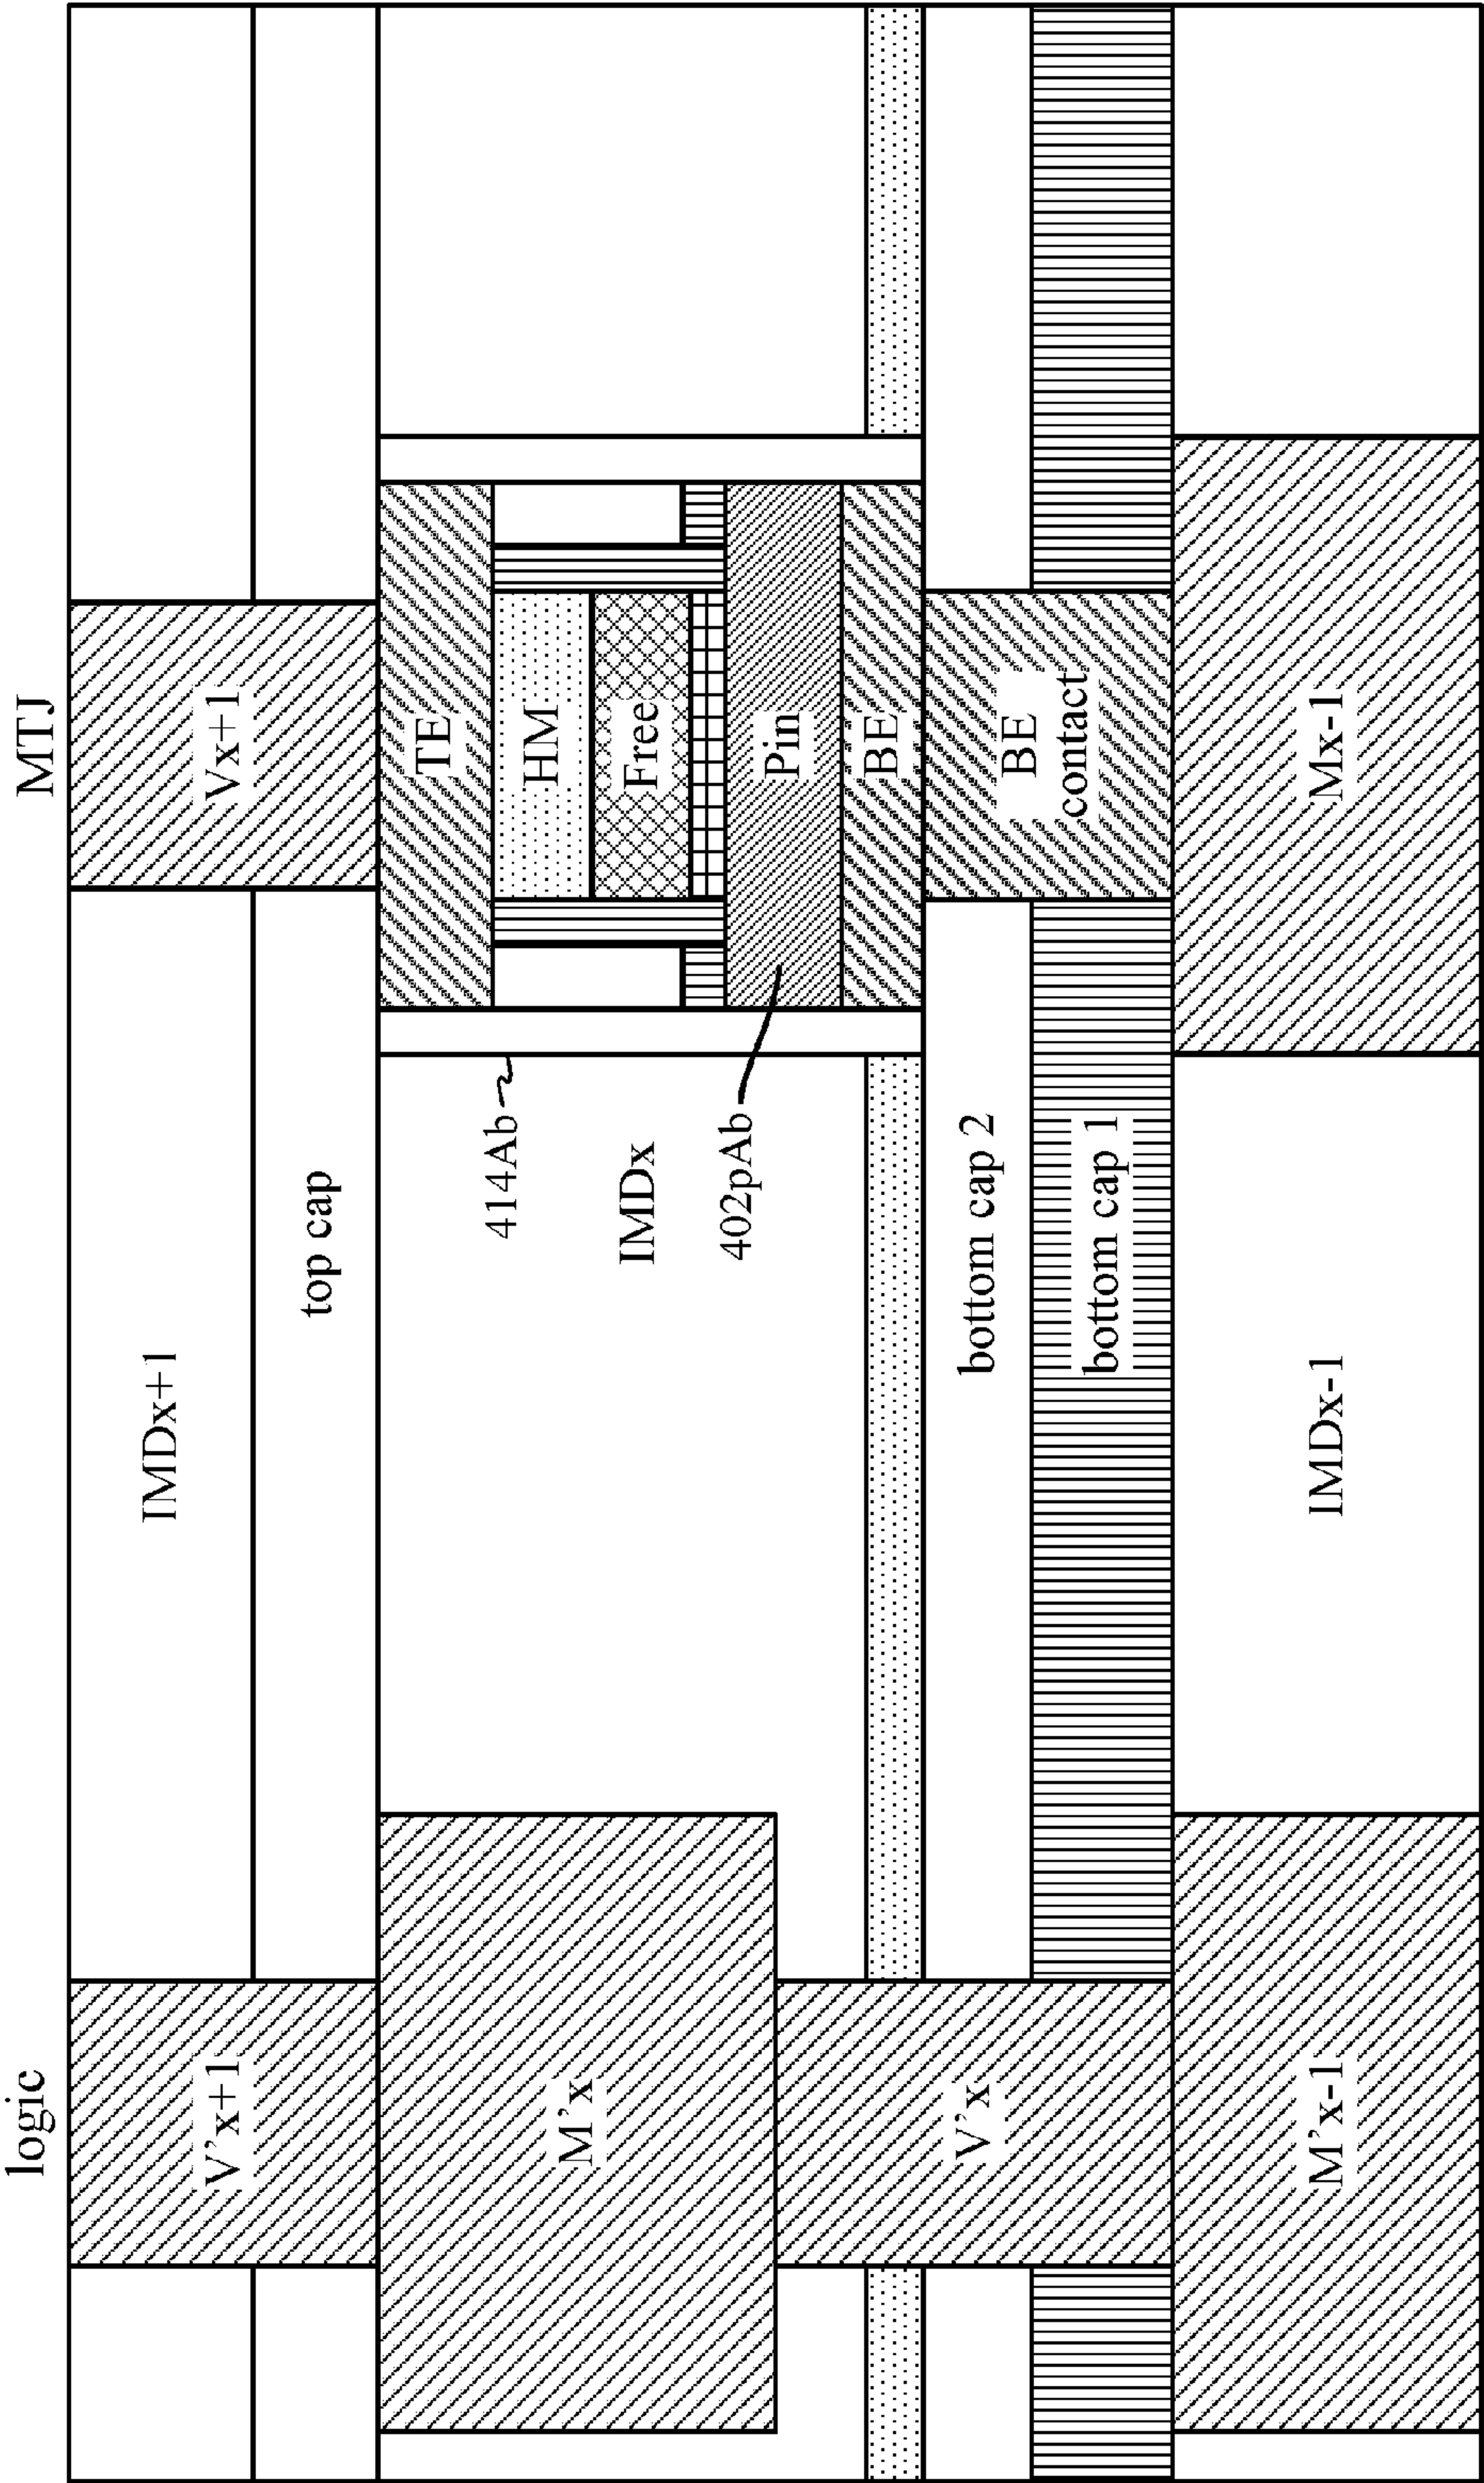 logic
MTJ
V'x+1
IMDx+1
Vx+1
top cap
M'x
TE
414Ab
HM
IMDx
Free
402pAb
Pin
BE
V'x
bottom cap 2
BE
contact
bottom cap 1
M'x-1
IMDx-1
Mx-1